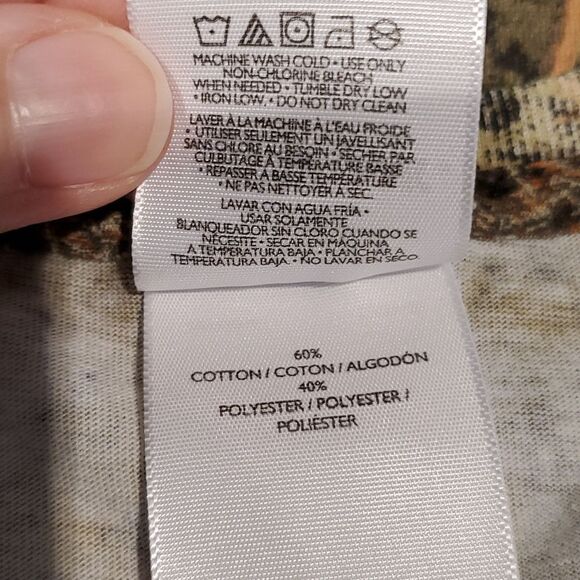 MACHINE WASH COLD • USE ONLY
NON-CHLORINE BLEACH
WHEN NEEDED • TUMBLE DRY LOW
• IRON LOW. • DO NOT DRY CLEAN
LAVER À LA MACHINE À L'EAU FROIDE
• UTILISER SEULEMENT UN JAVELLISANT
SANS CHLORE AU BESOIN • SÉCHER PAR
CULBUTAGE À TEMPÉRATURE BASSE
• REPASSER À BASSE TEMPÉRATURE
• NE PAS NETTOYER À SEC.
LAVAR CON AGUA FRÍA •
USAR SOLAMENTE
BLANQUEADOR SIN CLORO CUANDO SE
NECESITE • SECAR EN MAQUINA
A TEMPERATURA BAJA • PLANCHAR A
TEMPERATURA BAJA. • NO LAVAR EN SECO
60%
COTTON / COTON / ALGODÓN
40%
POLYESTER / POLYESTER /
POLIÉSTER